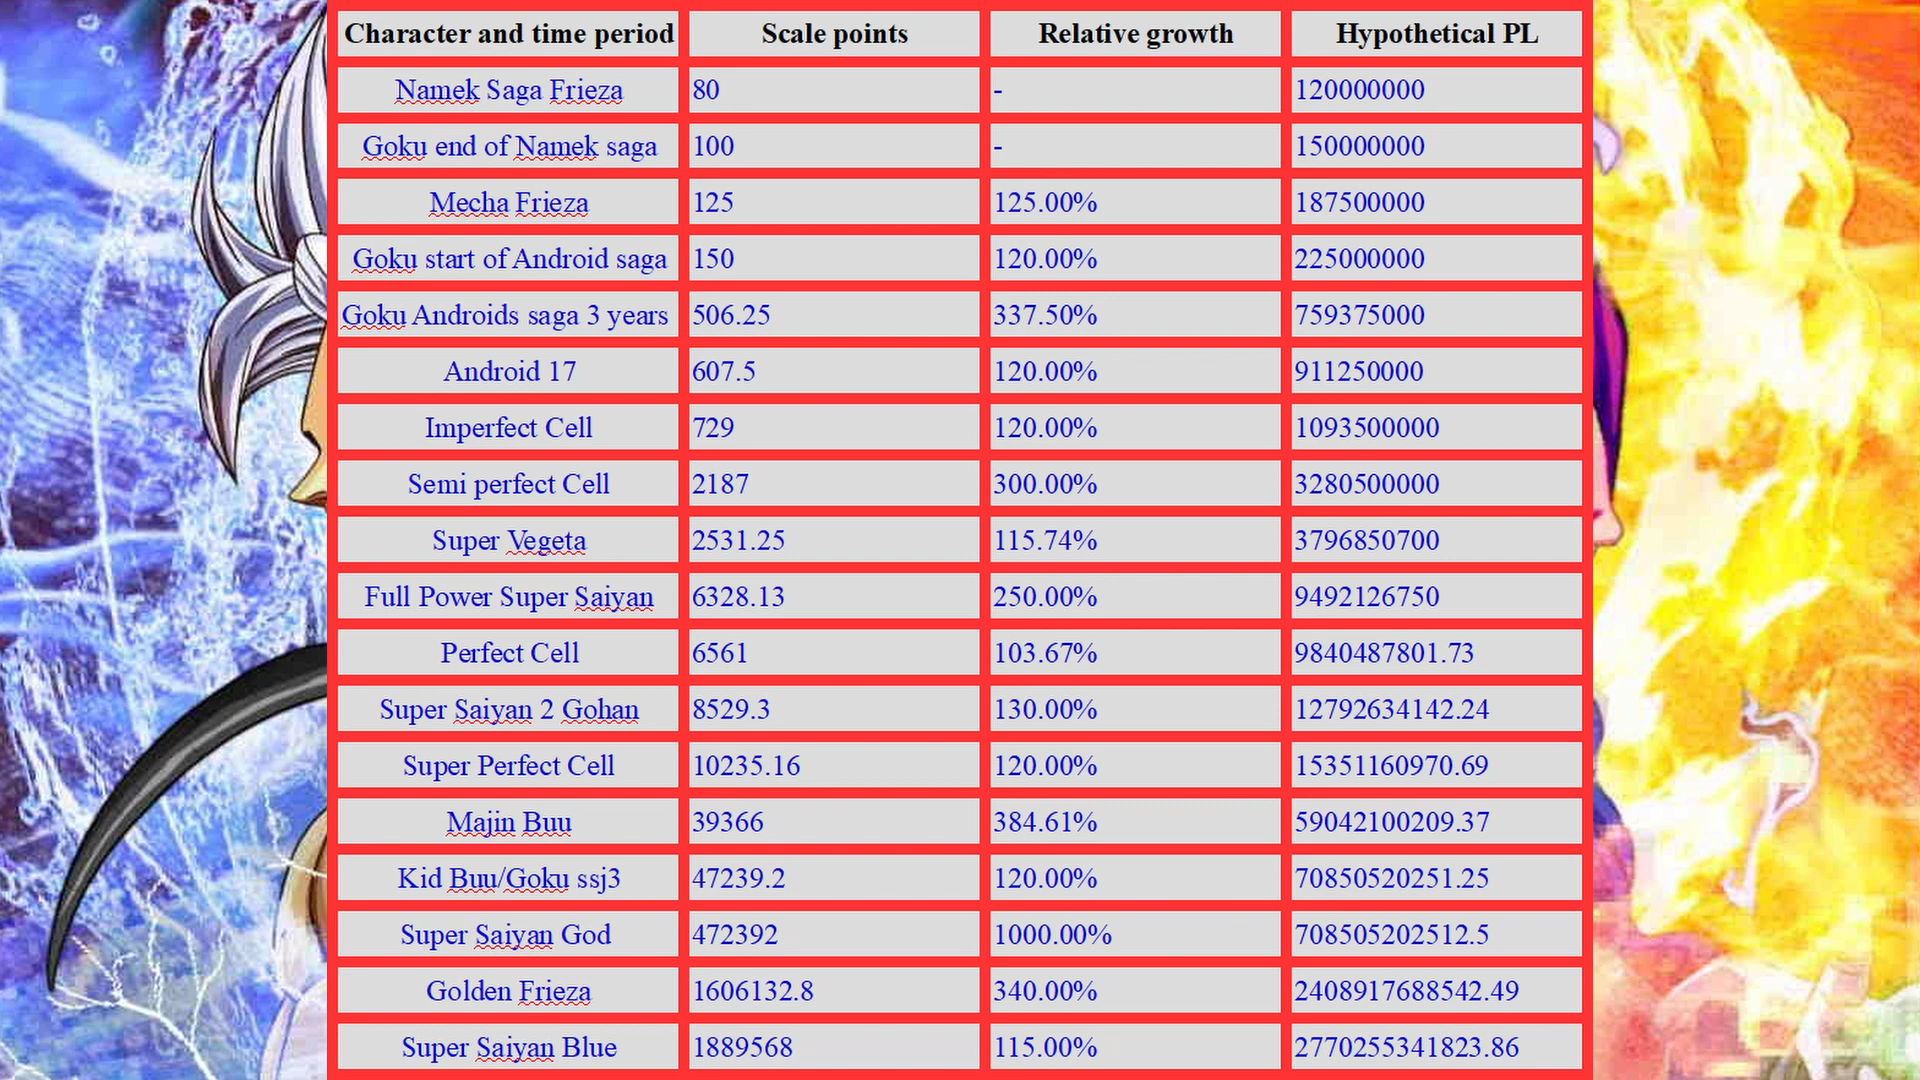 Character and time period Scale points Relative growth Hypothetical PL
Namek Saga Frieza 80 - 120000000
Goku end of Namek saga 100 - 150000000
Mecha Frieza 125 125.00% 187500000
Goku start of Android saga 150 120.00% 225000000
Goku Androids saga 3 years 506.25 337.50% 759375000
Android 17 607.5 120.00% 911250000
Imperfect Cell 729 120.00% 1093500000
Semi perfect Cell 2187 300.00% 3280500000
Super Vegeta 2531.25 115.74% 3796850700
Full Power Super Saiyan 6328.13 250.00% 9492126750
Perfect Cell 6561 103.67% 9840487801.73
Super Saiyan 2 Gohan 8529.3 130.00% 12792634142.24
Super Perfect Cell 10235.16 120.00% 15351160970.69
Majin Buu 39366 384.61% 59042100209.37
Kid Buu/Goku ssj3 47239.2 120.00% 70850520251.25
Super Saiyan God 472392 1000.00% 708505202512.5
Golden Frieza 1606132.8 340.00% 2408917688542.49
Super Saiyan Blue 1889568 115.00% 2770255341823.86